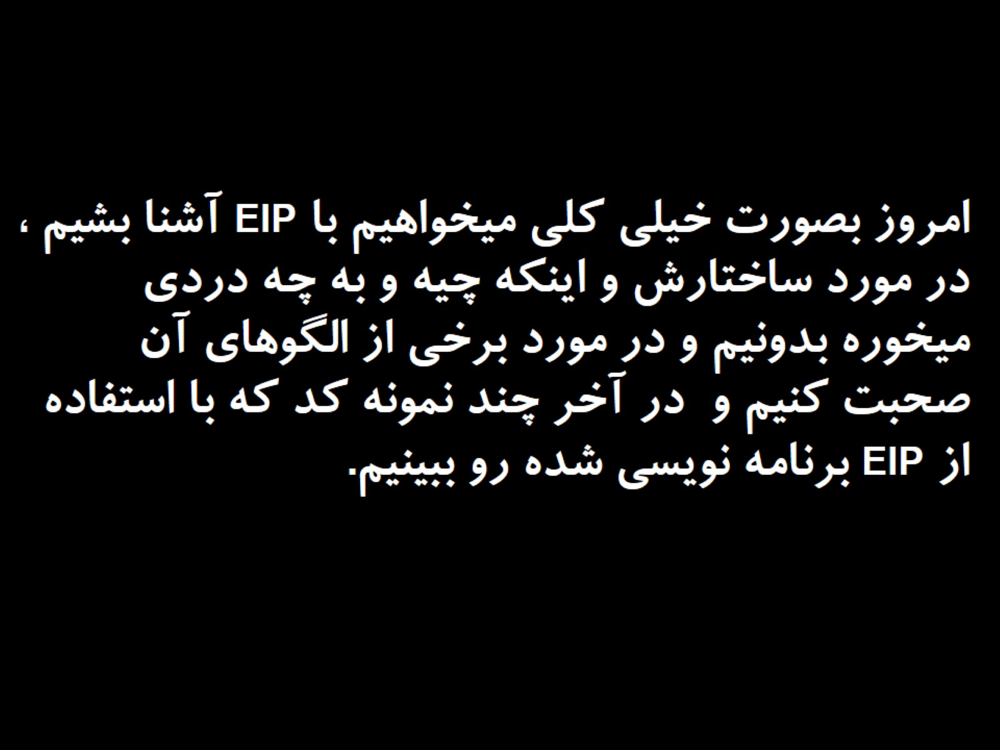 امروز بصورت خیلی کلی میخواهیم با EIP آشنا بشیم ،
در مورد ساختارش و اینکه چیه و به چه دردی
میخوره بدونیم و در مورد برخی از الگوهای آن
صحبت کنیم و  در آخر چند نمونه کد که با استفاده
از EIP برنامه نویسی شده رو ببینیم.